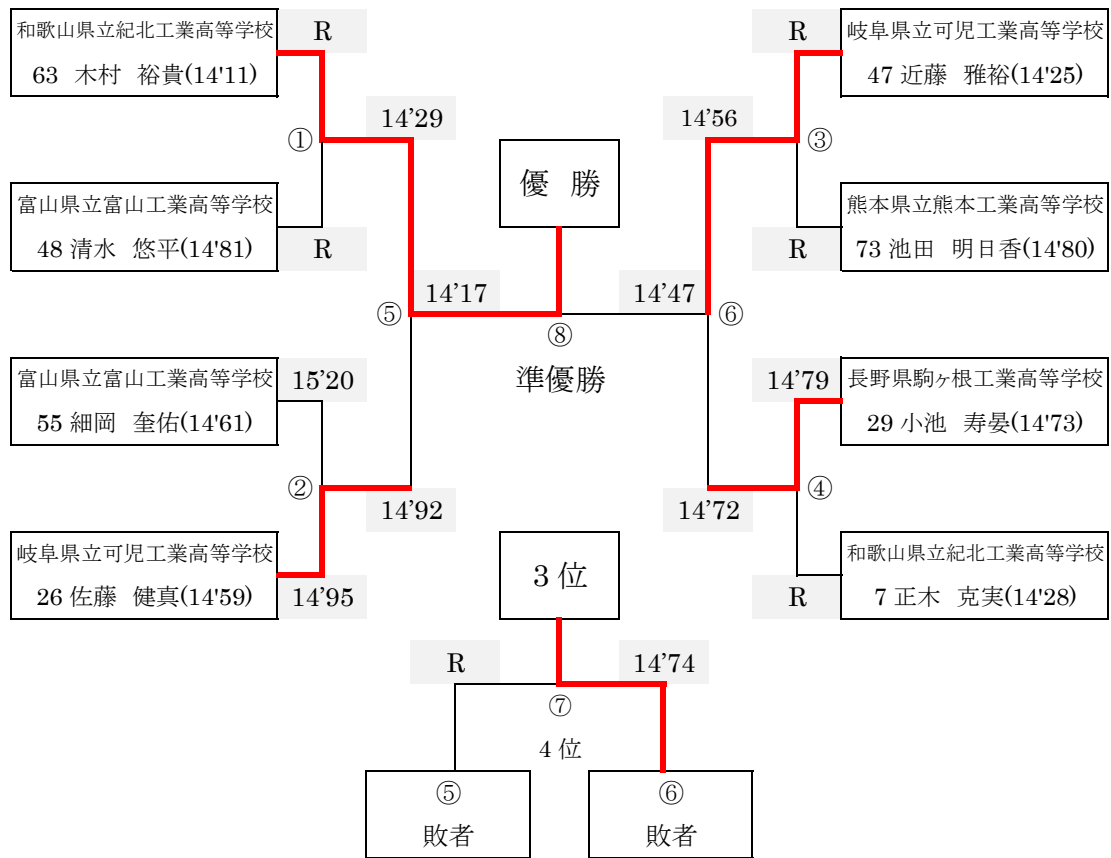 和歌山県立紀北工業高等学校
63 木村 裕貴(14'11)
R
R
岐阜県立可児工業高等学校
47 近藤 雅裕(14'25)
14’29
14’56
①
③
優 勝
富山県立富山工業高等学校
48 清水 悠平(14'81)
R
R
熊本県立熊本工業高等学校
73 池田 明日香(14'80)
⑤
14’17
14’47
⑥
⑧
準優勝
富山県立富山工業高等学校
55 細岡 奎佑(14'61)
15’20
14’79
長野県駒ヶ根工業高等学校
29 小池 寿晏(14'73)
②
④
14’92
14’72
岐阜県立可児工業高等学校
26 佐藤 健真(14'59)
14’95
3 位
R
和歌山県立紀北工業高等学校
7 正木 克実(14'28)
R
14’74
⑦
4 位
⑤
敗者
⑥
敗者